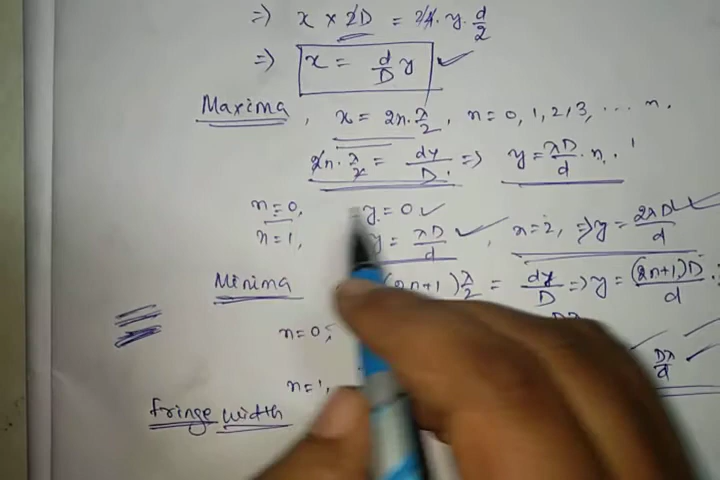 ⇒ x × 2D = 2/4 . y . d/2
⇒ x = d/D y
Maxima, x = 2n . λ/2, n = 0, 1, 2, 3, ... n.
2n . λ/2 = dy/D ⇒ y = λD/d . n .
n = 0, y = 0
n = 1, y = λD/d, n = 2, ⇒ y = 2λD/d
Minima (2n+1) λ/2 = dy/D ⇒ y = (2n+1)D/d .
n = 0,
n = 1, Dλ/d
Fringe width